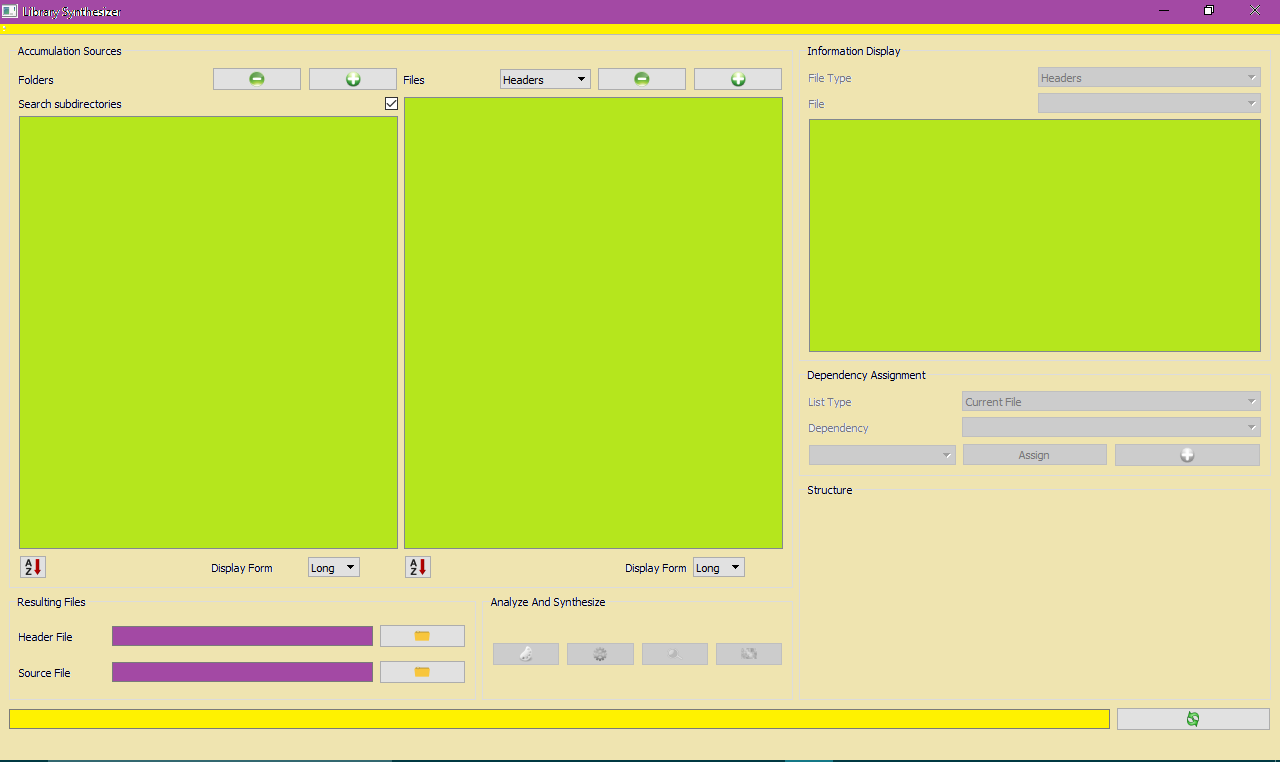 Library Synthesizer
Accumulation Sources
Folders
Files
Headers
Search subdirectories
A
Z
Display Form
Long
A
Z
Display Form
Long
Resulting Files
Header File
Source File
Analyze And Synthesize
Information Display
File Type
Headers
File
Dependency Assignment
List Type
Current File
Dependency
Assign
Structure